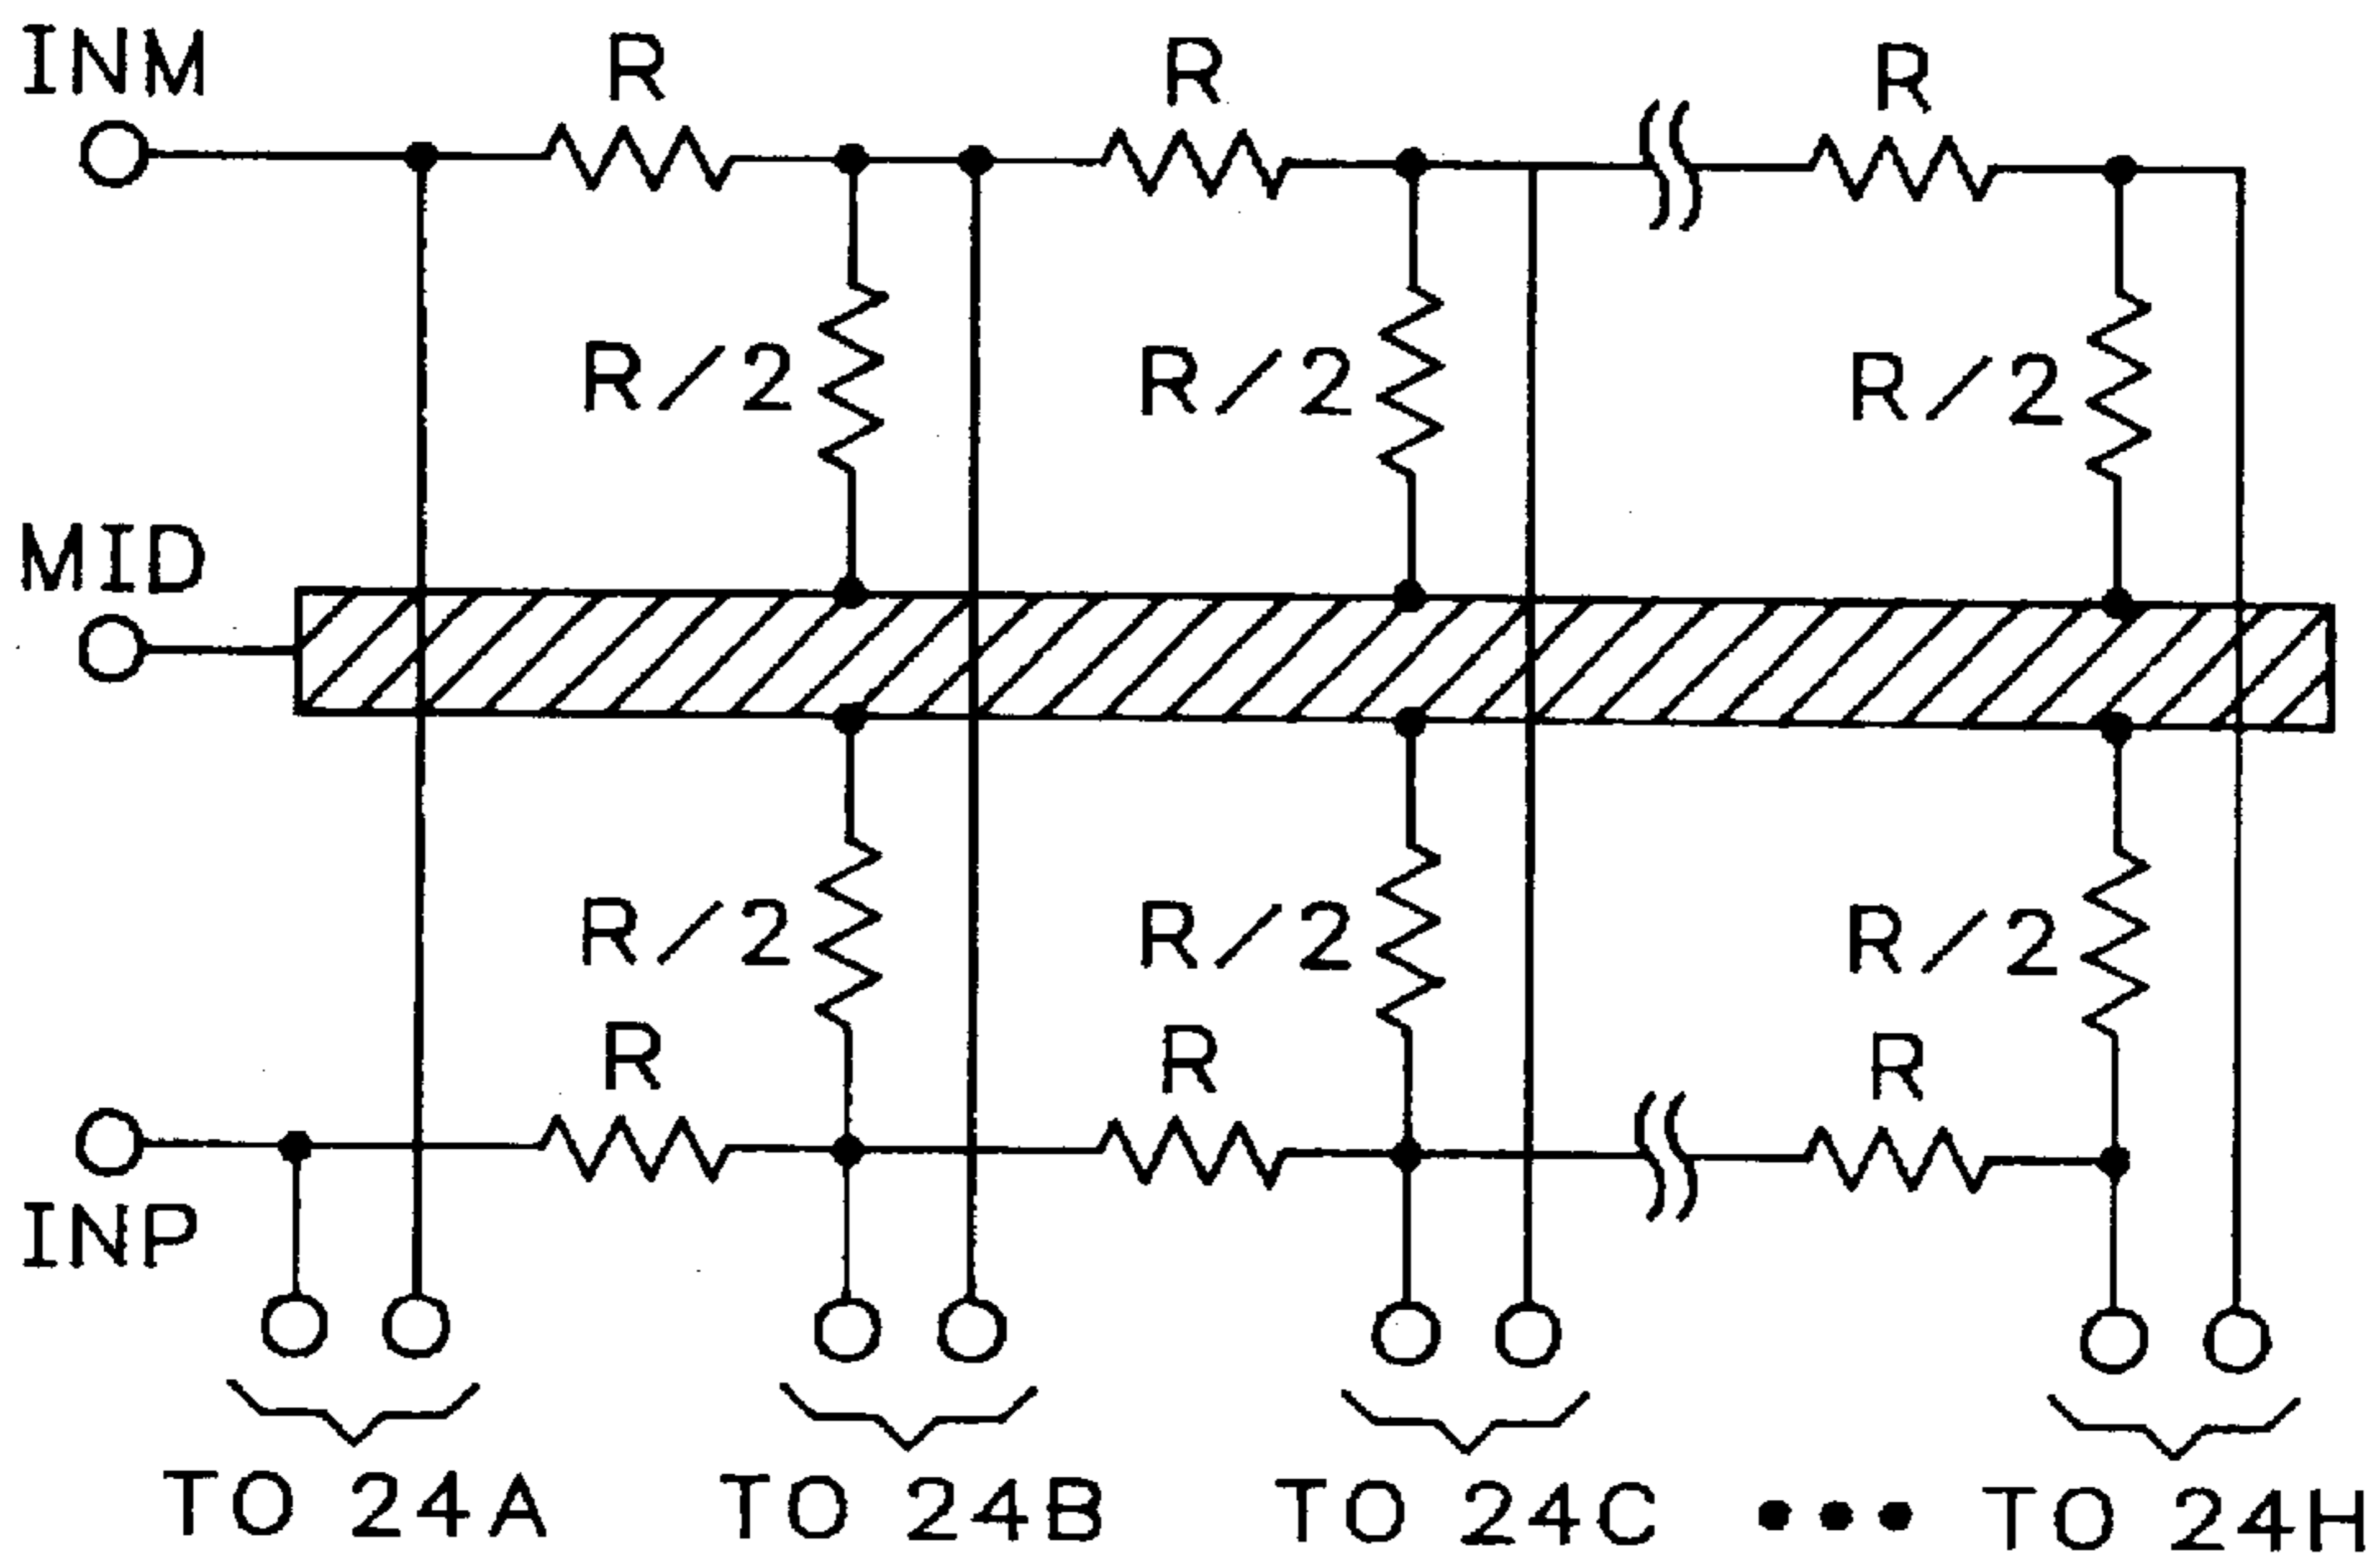 INM
R
R
R
R/2
R/2
R/2
MID
R/2
R/2
R/2
R
R
R
INP
TO 24A
TO 24B
TO 24C
••• TO 24H